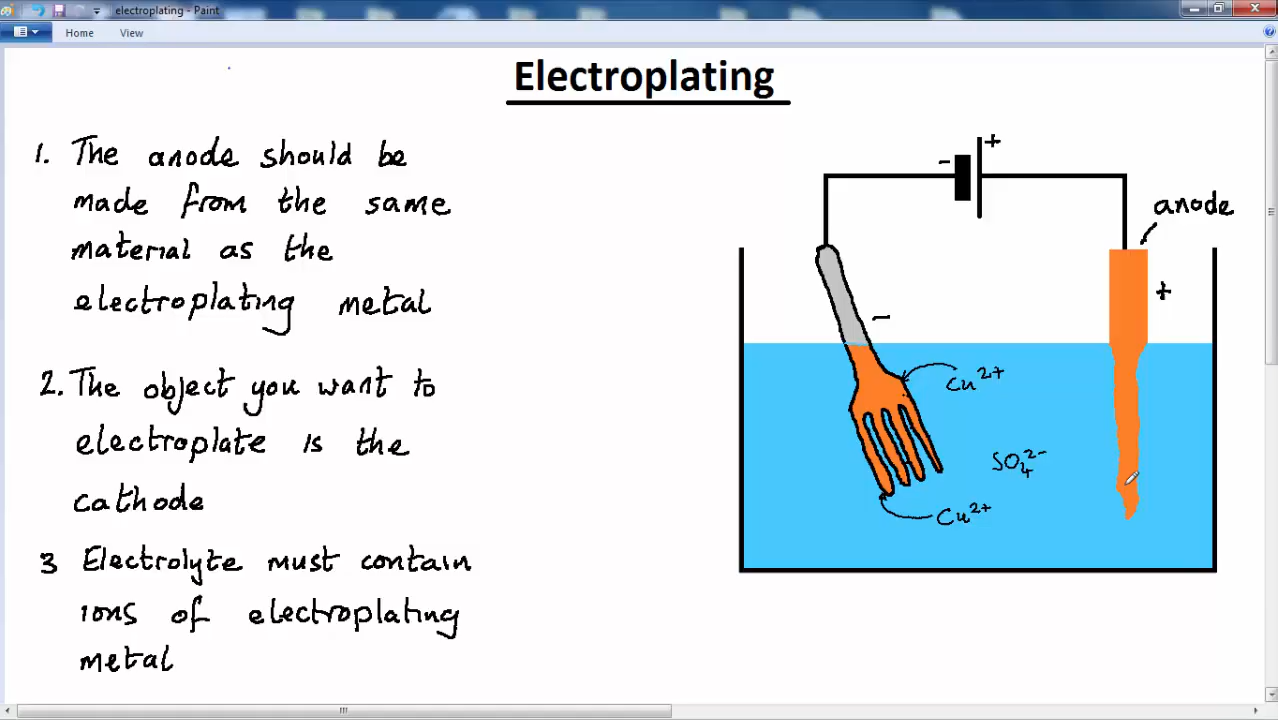 electroplating - Paint
Home View
Electroplating
1. The anode should be
made from the same
material as the
electroplating metal
2. The object you want to
electroplate is the
cathode
3 Electrolyte must contain
ions of electroplating
metal
- +
anode
+
-
Cu2+
SO42-
Cu2+